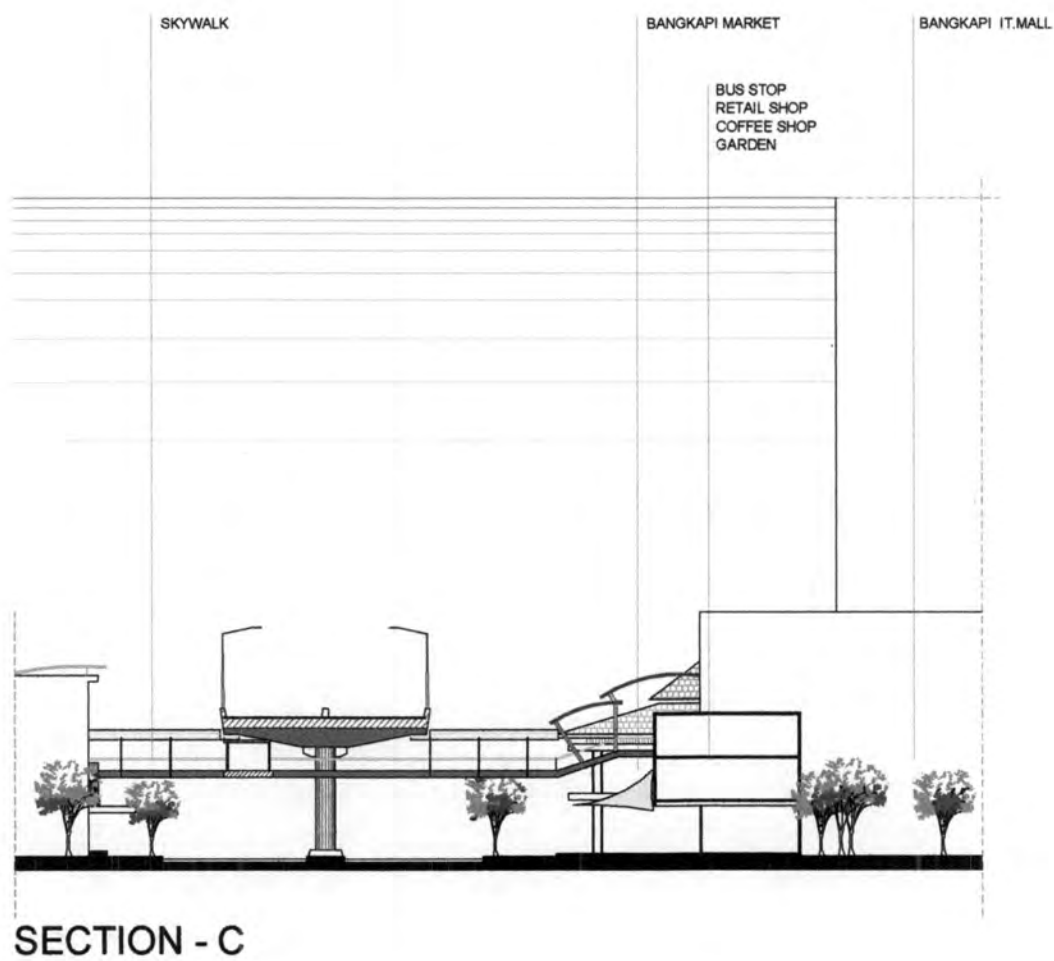 SKYWALK
BANGKAPI MARKET
BANGKAPI IT.MALL
BUS STOP
RETAIL SHOP
COFFEE SHOP
GARDEN
SECTION - C